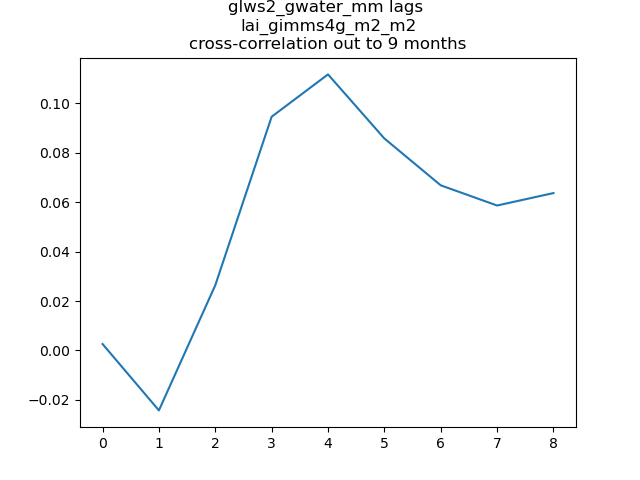 glws2_gwater_mm lags
lai_gimms4g_m2_m2
cross-correlation out to 9 months
0.10
0.08
0.06
0.04
0.02
0.00
−0.02
0 1 2 3 4 5 6 7 8